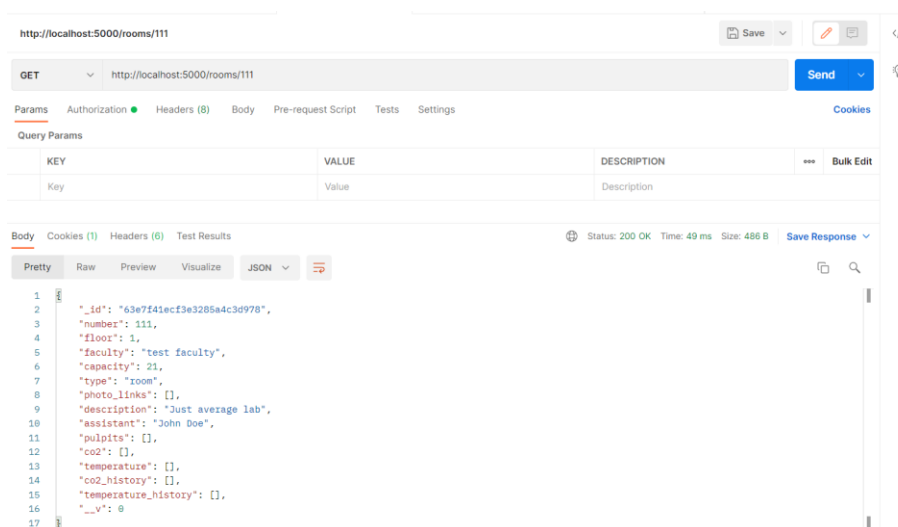 http://localhost:5000/rooms/111
Save
GET http://localhost:5000/rooms/111 Send
Params Authorization Headers (8) Body Pre-request Script Tests Settings Cookies
Query Params
KEY VALUE DESCRIPTION ooo Bulk Edit
Key Value Description
Body Cookies (1) Headers (6) Test Results Status: 200 OK Time: 49 ms Size: 486 B Save Response
Pretty Raw Preview Visualize JSON
1 {
2 "_id": "63e7f41ecf3e3285a4c3d978",
3 "number": 111,
4 "floor": 1,
5 "faculty": "test faculty",
6 "capacity": 21,
7 "type": "room",
8 "photo_links": [],
9 "description": "Just average lab",
10 "assistant": "John Doe",
11 "pulpits": [],
12 "co2": [],
13 "temperature": [],
14 "co2_history": [],
15 "temperature_history": [],
16 "__v": 0
17 }